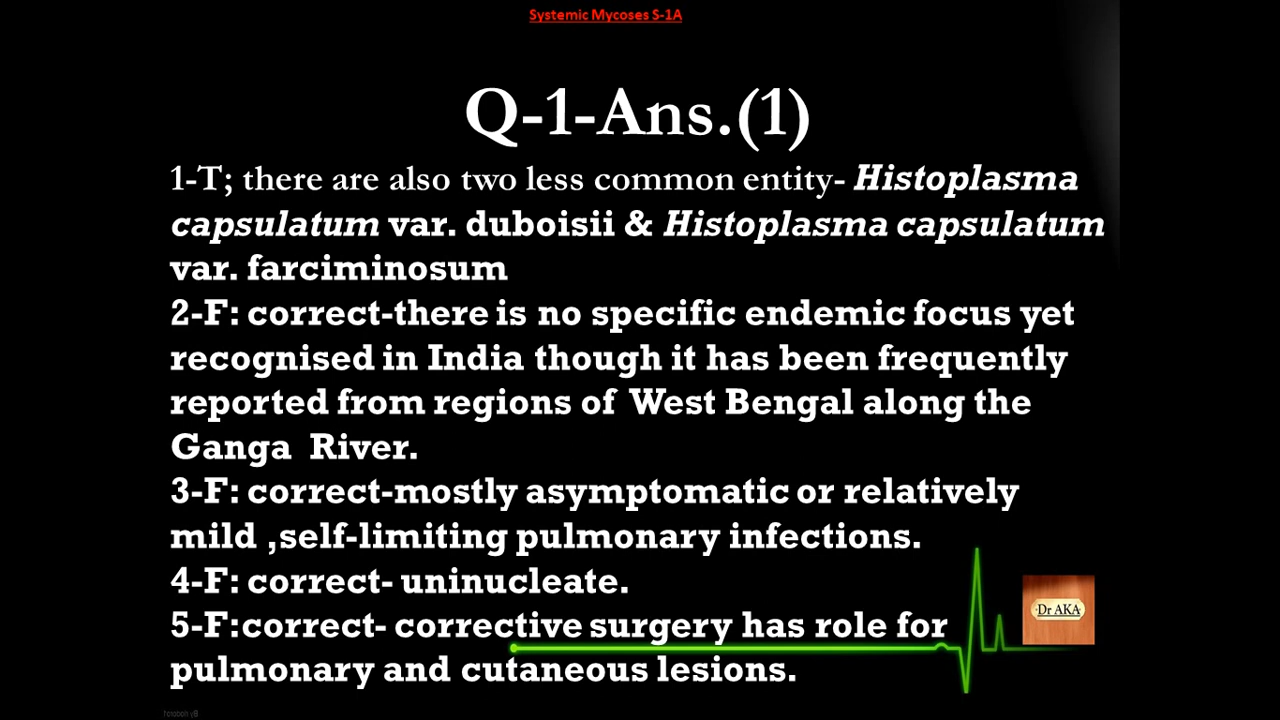 Systemic Mycoses S-1A
Q-1-Ans.(1)
1-T; there are also two less common entity- Histoplasma
capsulatum var. duboisii & Histoplasma capsulatum
var. farciminosum
2-F: correct-there is no specific endemic focus yet
recognised in India though it has been frequently
reported from regions of West Bengal along the
Ganga River.
3-F: correct-mostly asymptomatic or relatively
mild ,self-limiting pulmonary infections.
4-F: correct- uninucleate.
5-F:correct- corrective surgery has role for
pulmonary and cutaneous lesions.
Dr AKA